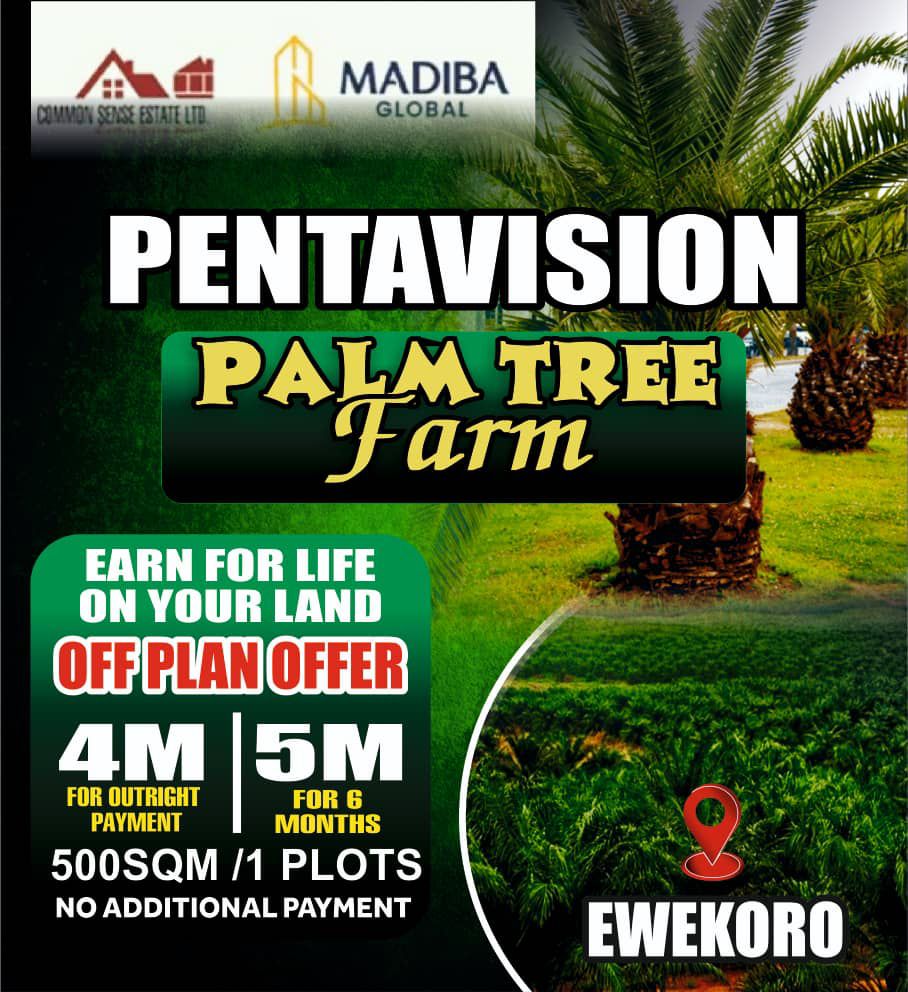 COMMON SENSE ESTATE LTD.
MADIBA
GLOBAL
PENTAVISION
PALM TREE
Farm
EARN FOR LIFE
ON YOUR LAND
OFF PLAN OFFER
4M
FOR OUTRIGHT
PAYMENT
5M
FOR 6
MONTHS
500SQM /1 PLOTS
NO ADDITIONAL PAYMENT
EWEKORO